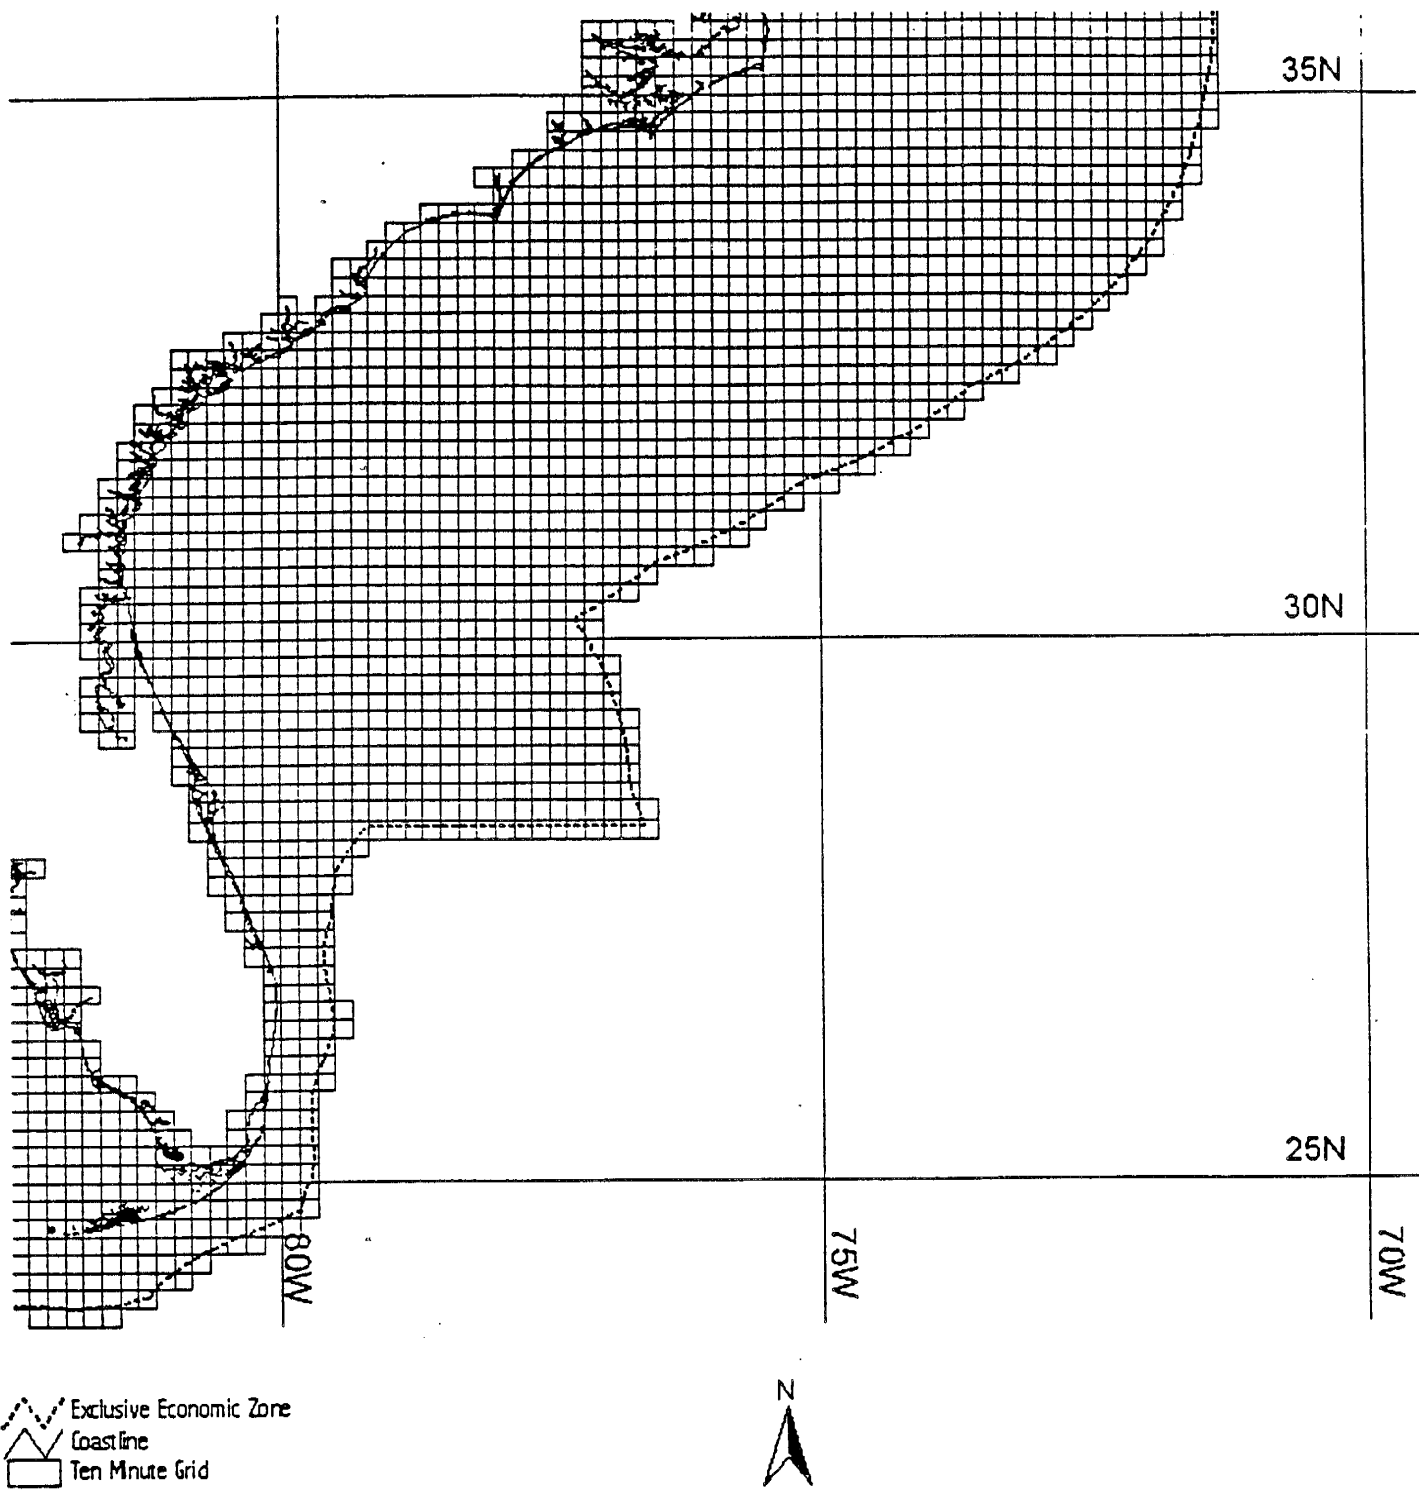 35N
30N
25N
80W
75W
70W
N
Exclusive Economic Zone
Coastline
Ten Minute Grid